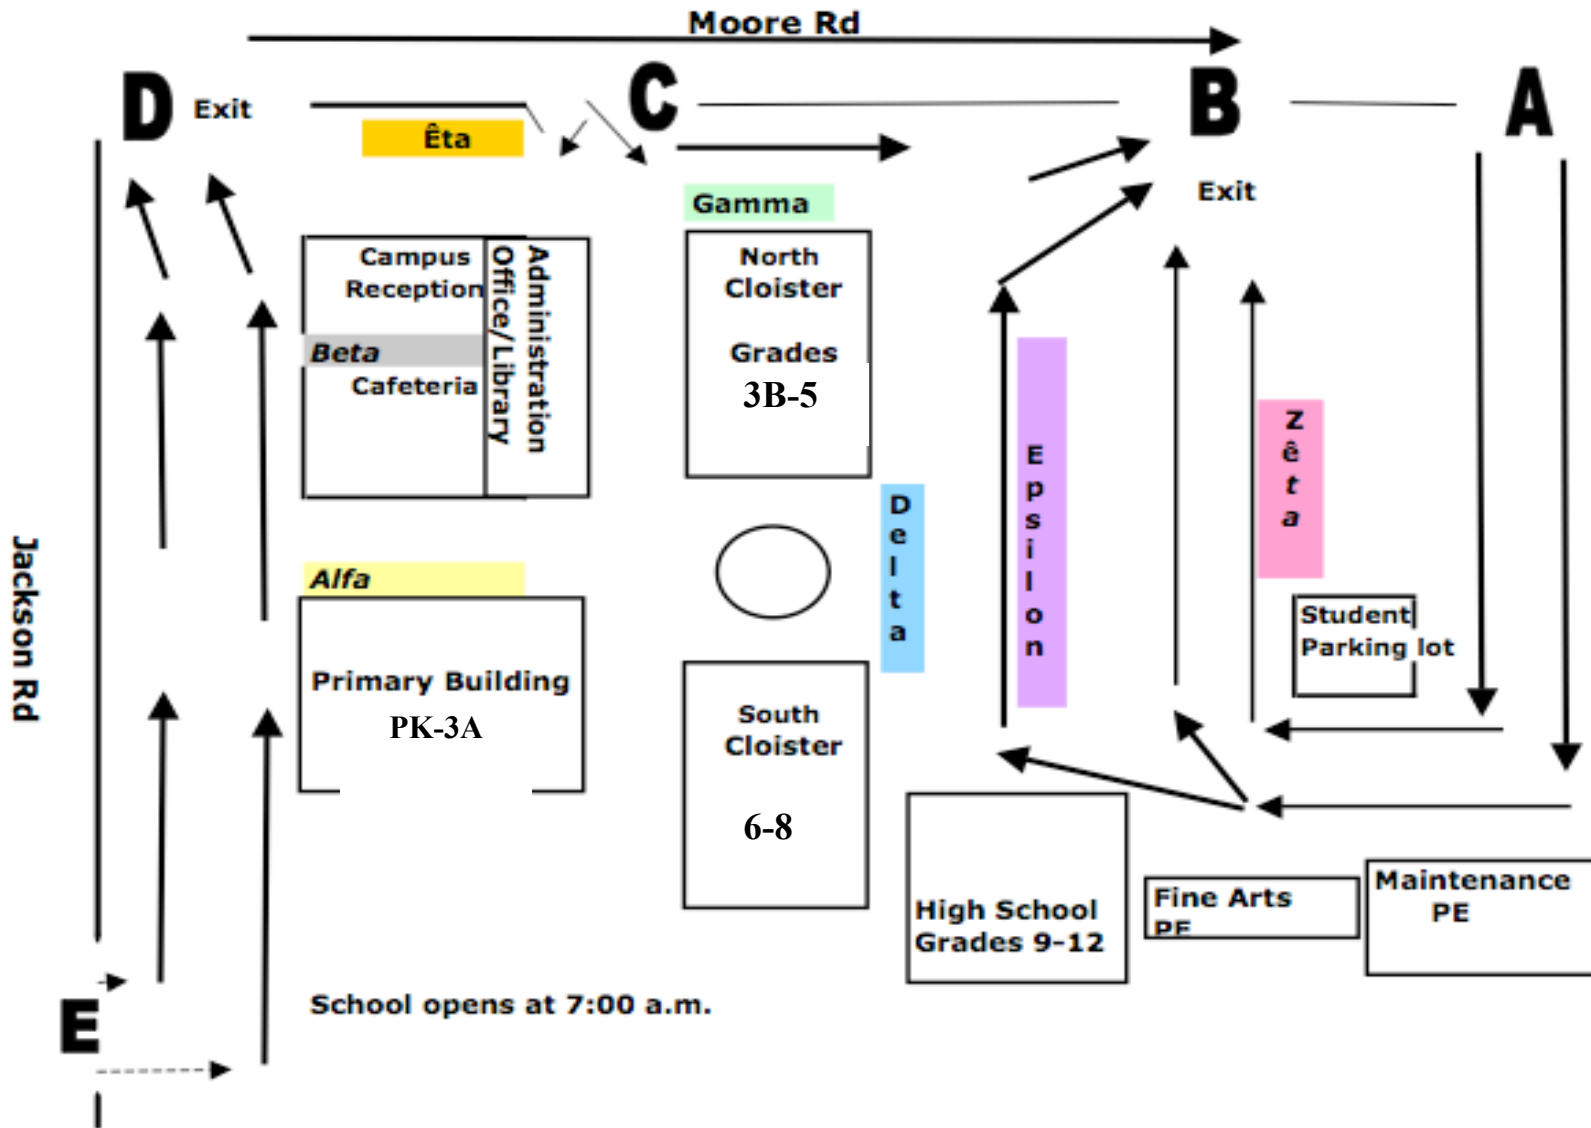 Moore Rd
D
Exit
C
B
A
Êta
Exit
Gamma
Campus
Reception
Administration
Office/Library
Beta
Cafeteria
North
Cloister
Grades
3B-5
Epsilon
Zêta
Delta
Jackson Rd
Alfa
Student
Parking lot
Primary Building
PK-3A
South
Cloister
6-8
High School
Grades 9-12
Fine Arts
PE
Maintenance
PE
School opens at 7:00 a.m.
E